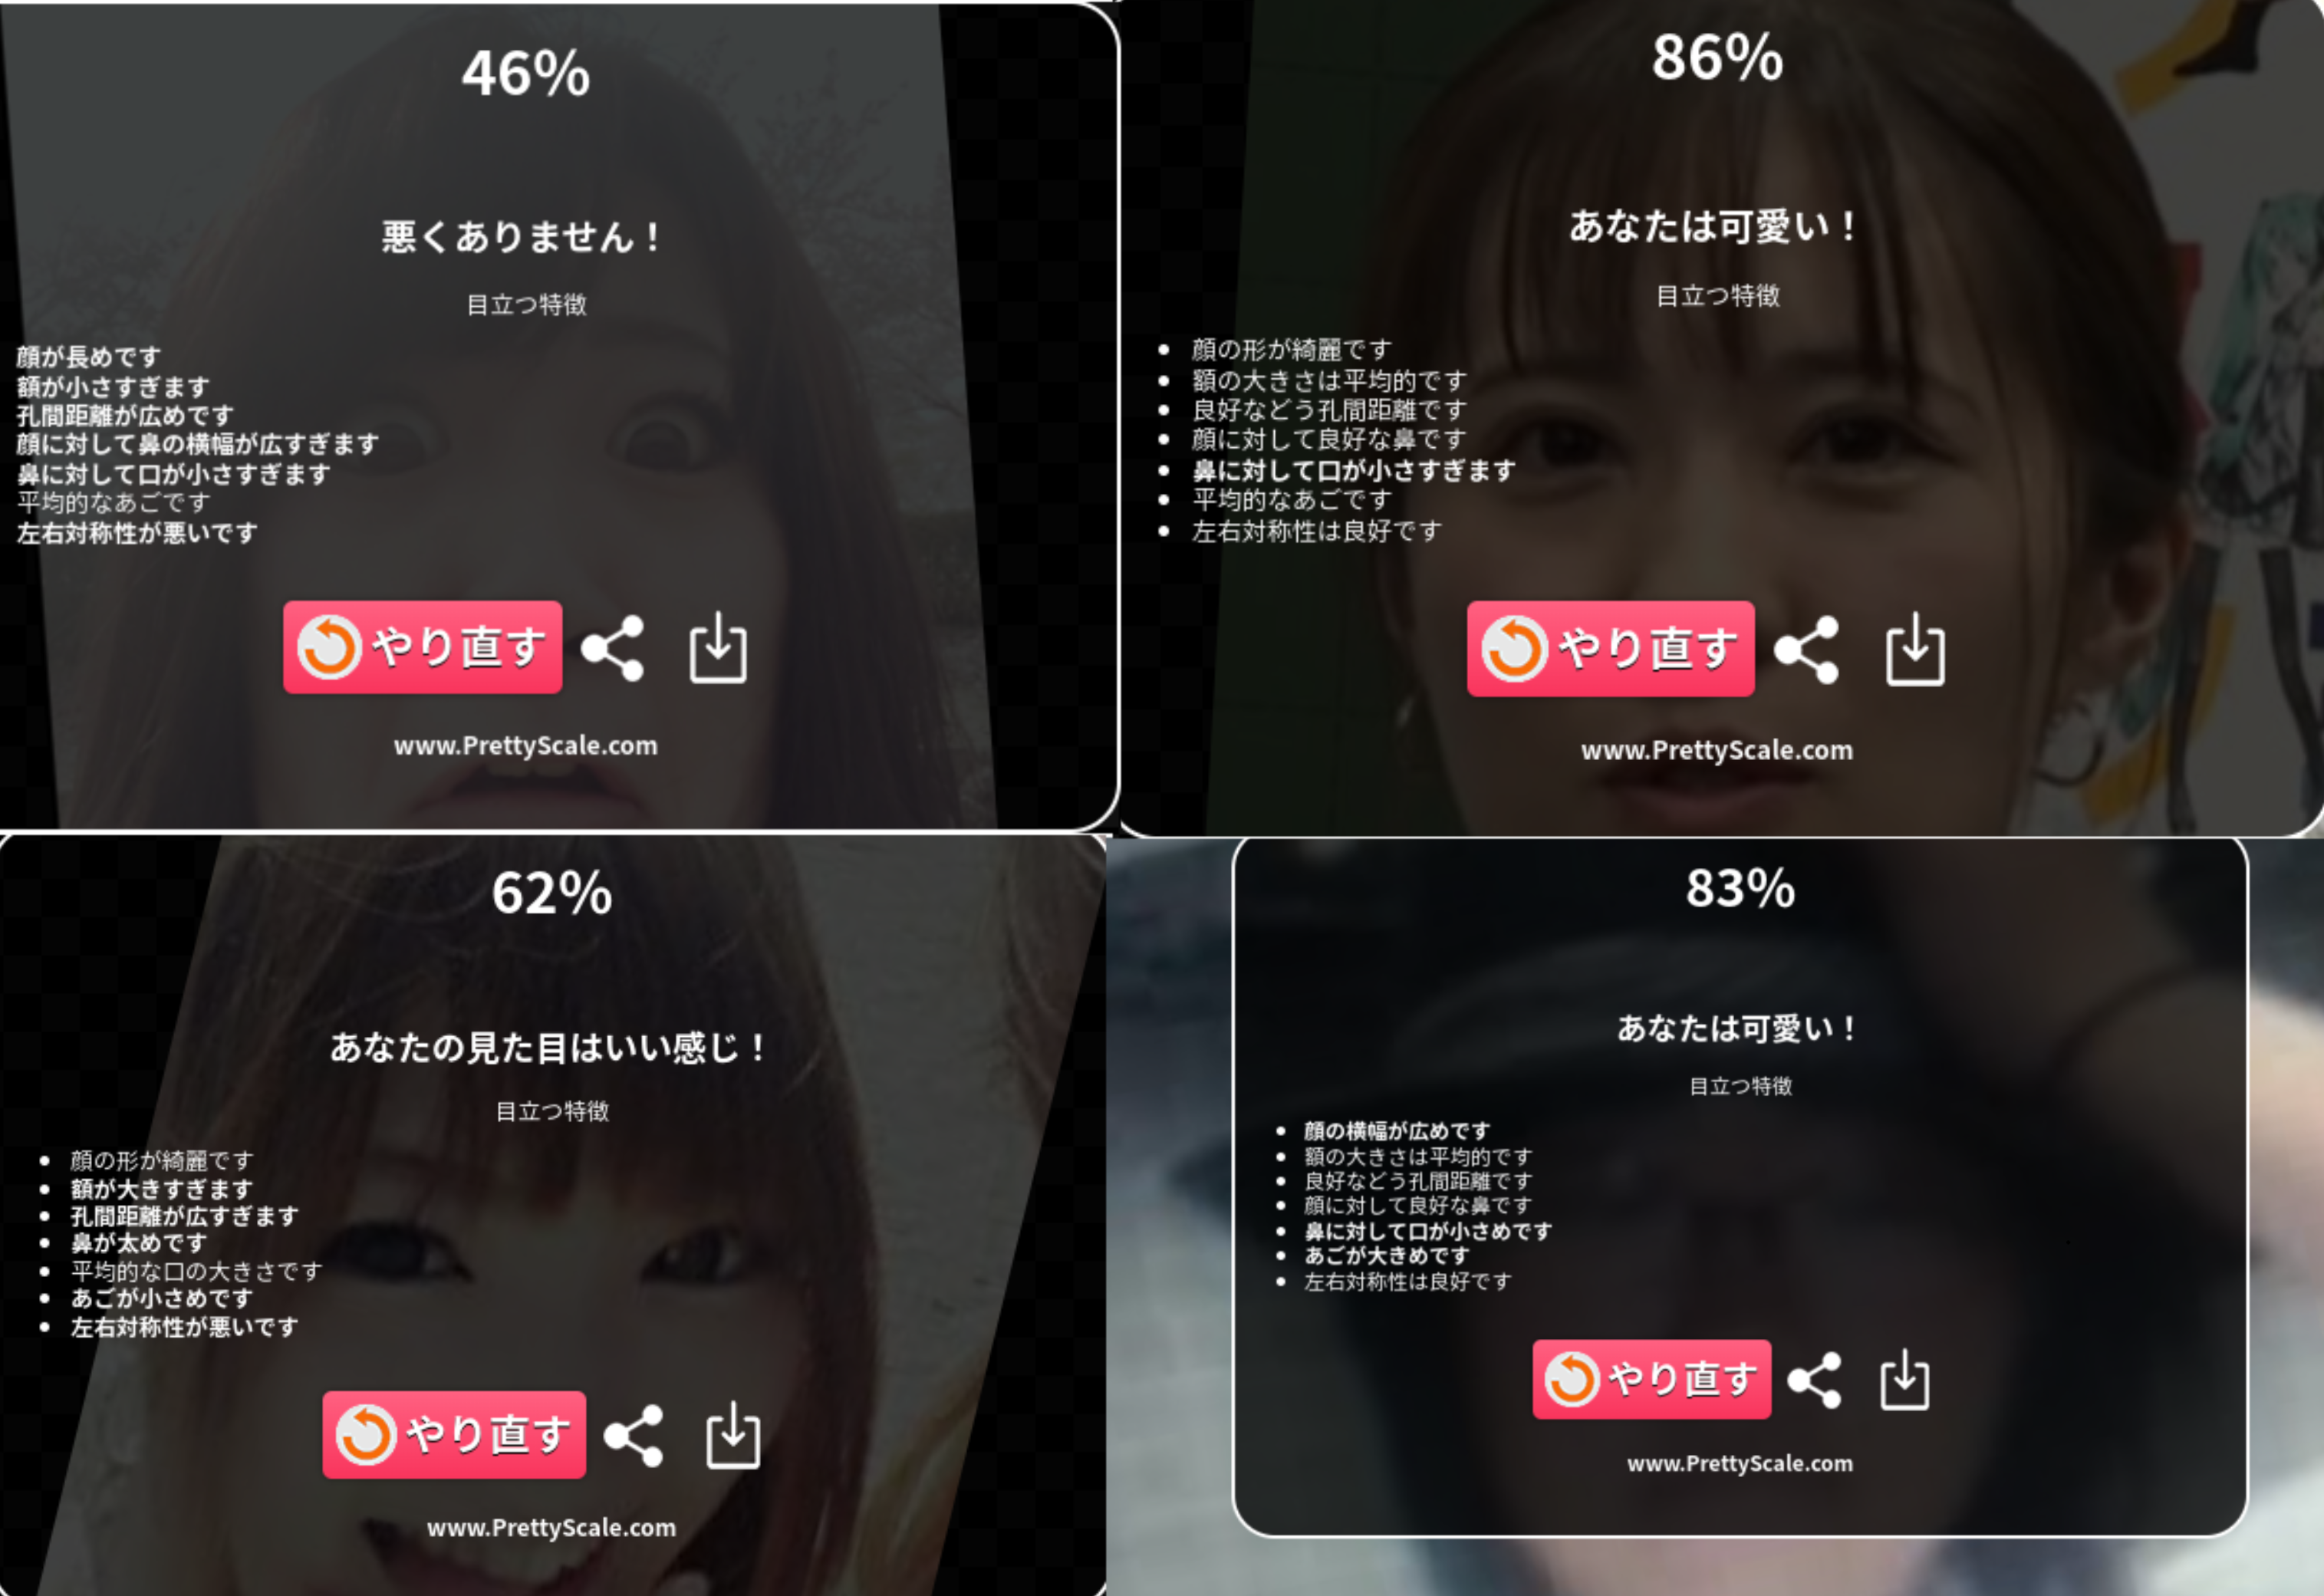 46%
悪くありません！
目立つ特徴
顔が長めです
額が小さすぎます
孔間距離が広めです
顔に対して鼻の横幅が広すぎます
鼻に対して口が小さすぎます
平均的なあごです
左右対称性が悪いです
やり直す
www.PrettyScale.com
86%
あなたは可愛い！
目立つ特徴
顔の形が綺麗です
額の大きさは平均的です
良好などう孔間距離です
顔に対して良好な鼻です
鼻に対して口が小さすぎます
平均的なあごです
左右対称性は良好です
やり直す
www.PrettyScale.com
62%
あなたの見た目はいい感じ！
目立つ特徴
顔の形が綺麗です
額が大きすぎます
孔間距離が広すぎます
鼻が太めです
平均的な口の大きさです
あごが小さめです
左右対称性が悪いです
やり直す
www.PrettyScale.com
83%
あなたは可愛い！
目立つ特徴
顔の横幅が広めです
額の大きさは平均的です
良好などう孔間距離です
顔に対して良好な鼻です
鼻に対して口が小さめです
あごが大きめです
左右対称性は良好です
やり直す
www.PrettyScale.com